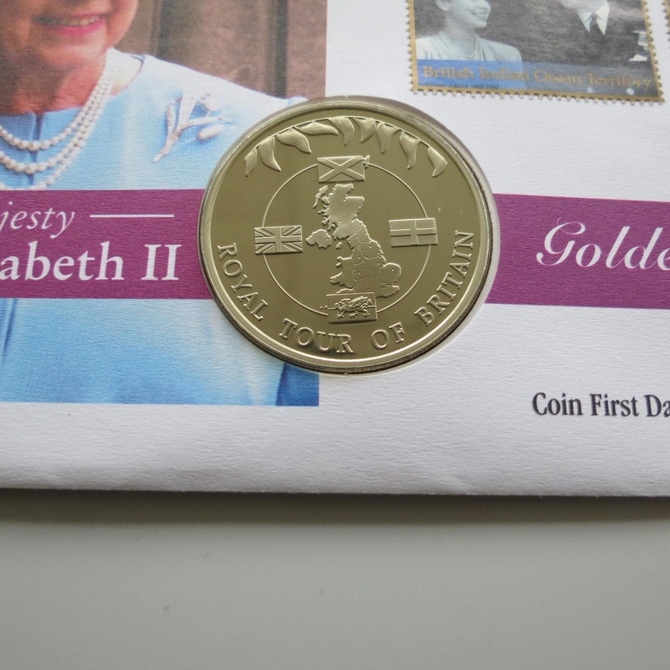 British Indian Ocean Territory
jesty
abeth II
Golde
ROYAL TOUR OF BRITAIN
Coin First Da